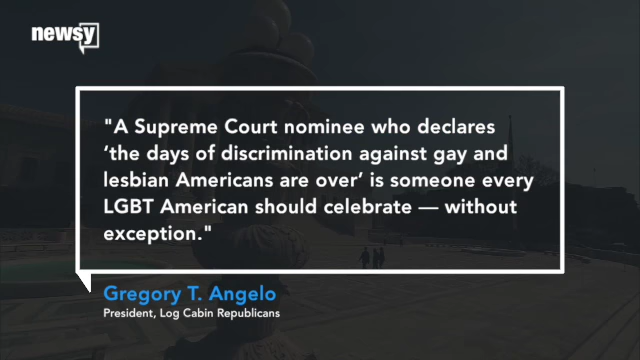 newsy
"A Supreme Court nominee who declares
‘the days of discrimination against gay and
lesbian Americans are over’ is someone every
LGBT American should celebrate — without
exception."
Gregory T. Angelo
President, Log Cabin Republicans